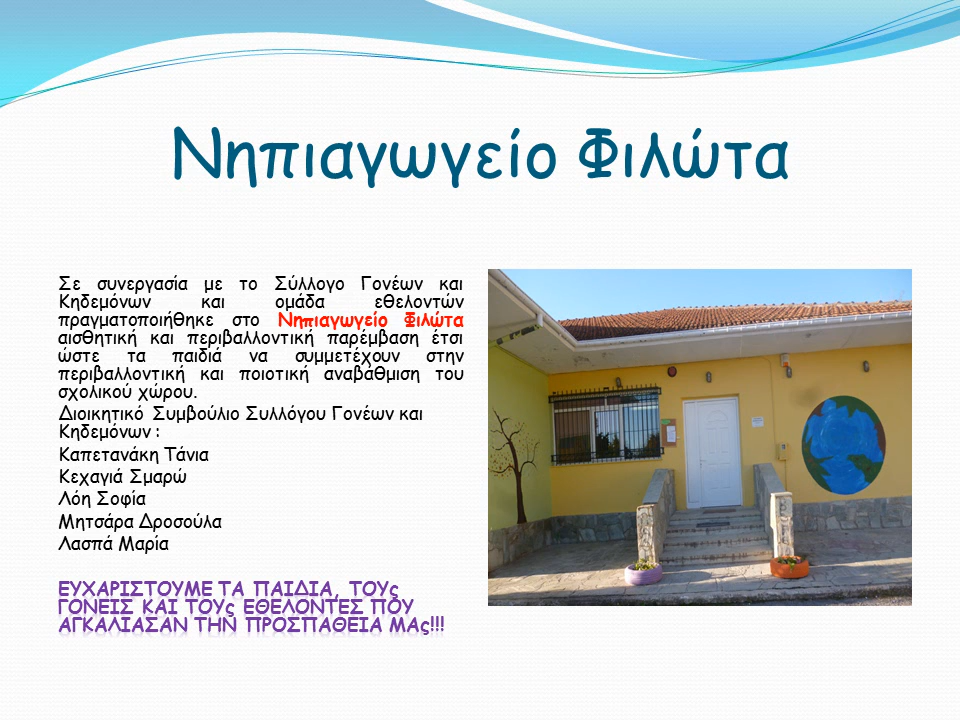 Νηπιαγωγείο Φιλώτα
Σε συνεργασία με το Σύλλογο Γονέων και
Κηδεμόνων και ομάδα εθελοντών
πραγματοποιήθηκε στο Νηπιαγωγείο Φιλώτα
αισθητική και περιβαλλοντική παρέμβαση έτσι
ώστε τα παιδιά να συμμετέχουν στην
περιβαλλοντική και ποιοτική αναβάθμιση του
σχολικού χώρου.
Διοικητικό Συμβούλιο Συλλόγου Γονέων και
Κηδεμόνων :
Καπετανάκη Τάνια
Κεχαγιά Σμαρώ
Λόη Σοφία
Μητσάρα Δροσούλα
Λασπά Μαρία
ΕΥΧΑΡΙΣΤΟΥΜΕ ΤΑ ΠΑΙΔΙΑ, ΤΟΥς
ΓΟΝΕΙΣ ΚΑΙ ΤΟΥς ΕΘΕΛΟΝΤΕΣ ΠΟΥ
ΑΓΚΑΛΙΑΣΑΝ ΤΗΝ ΠΡΟΣΠΑΘΕΙΑ ΜΑς!!!